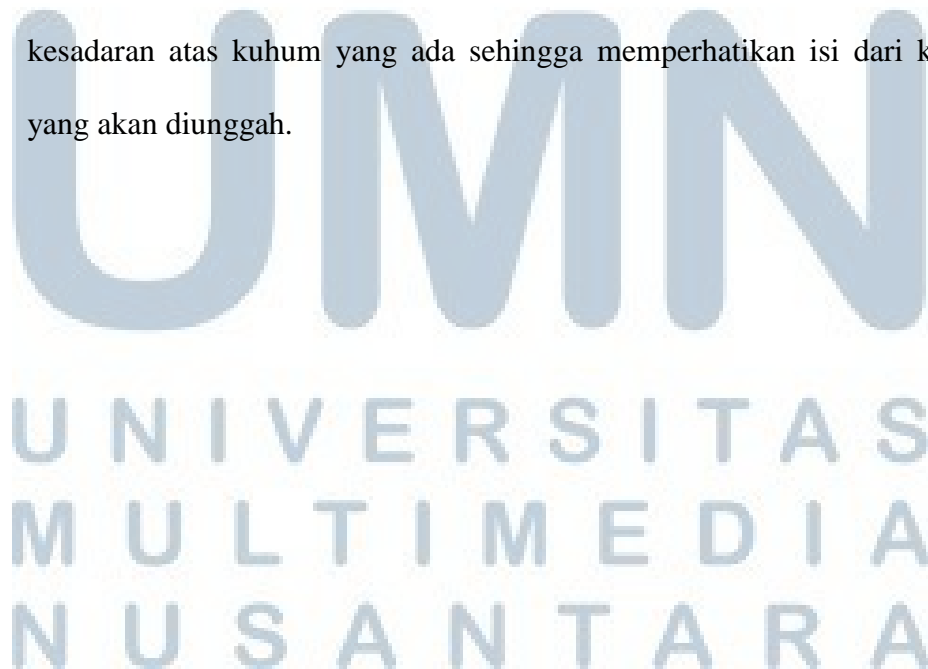 kesadaran atas kuhum yang ada sehingga memperhatikan isi dari
yang akan diunggah.
UMN
UNIVERSITAS
MULTIMEDIA
NUSANTARA